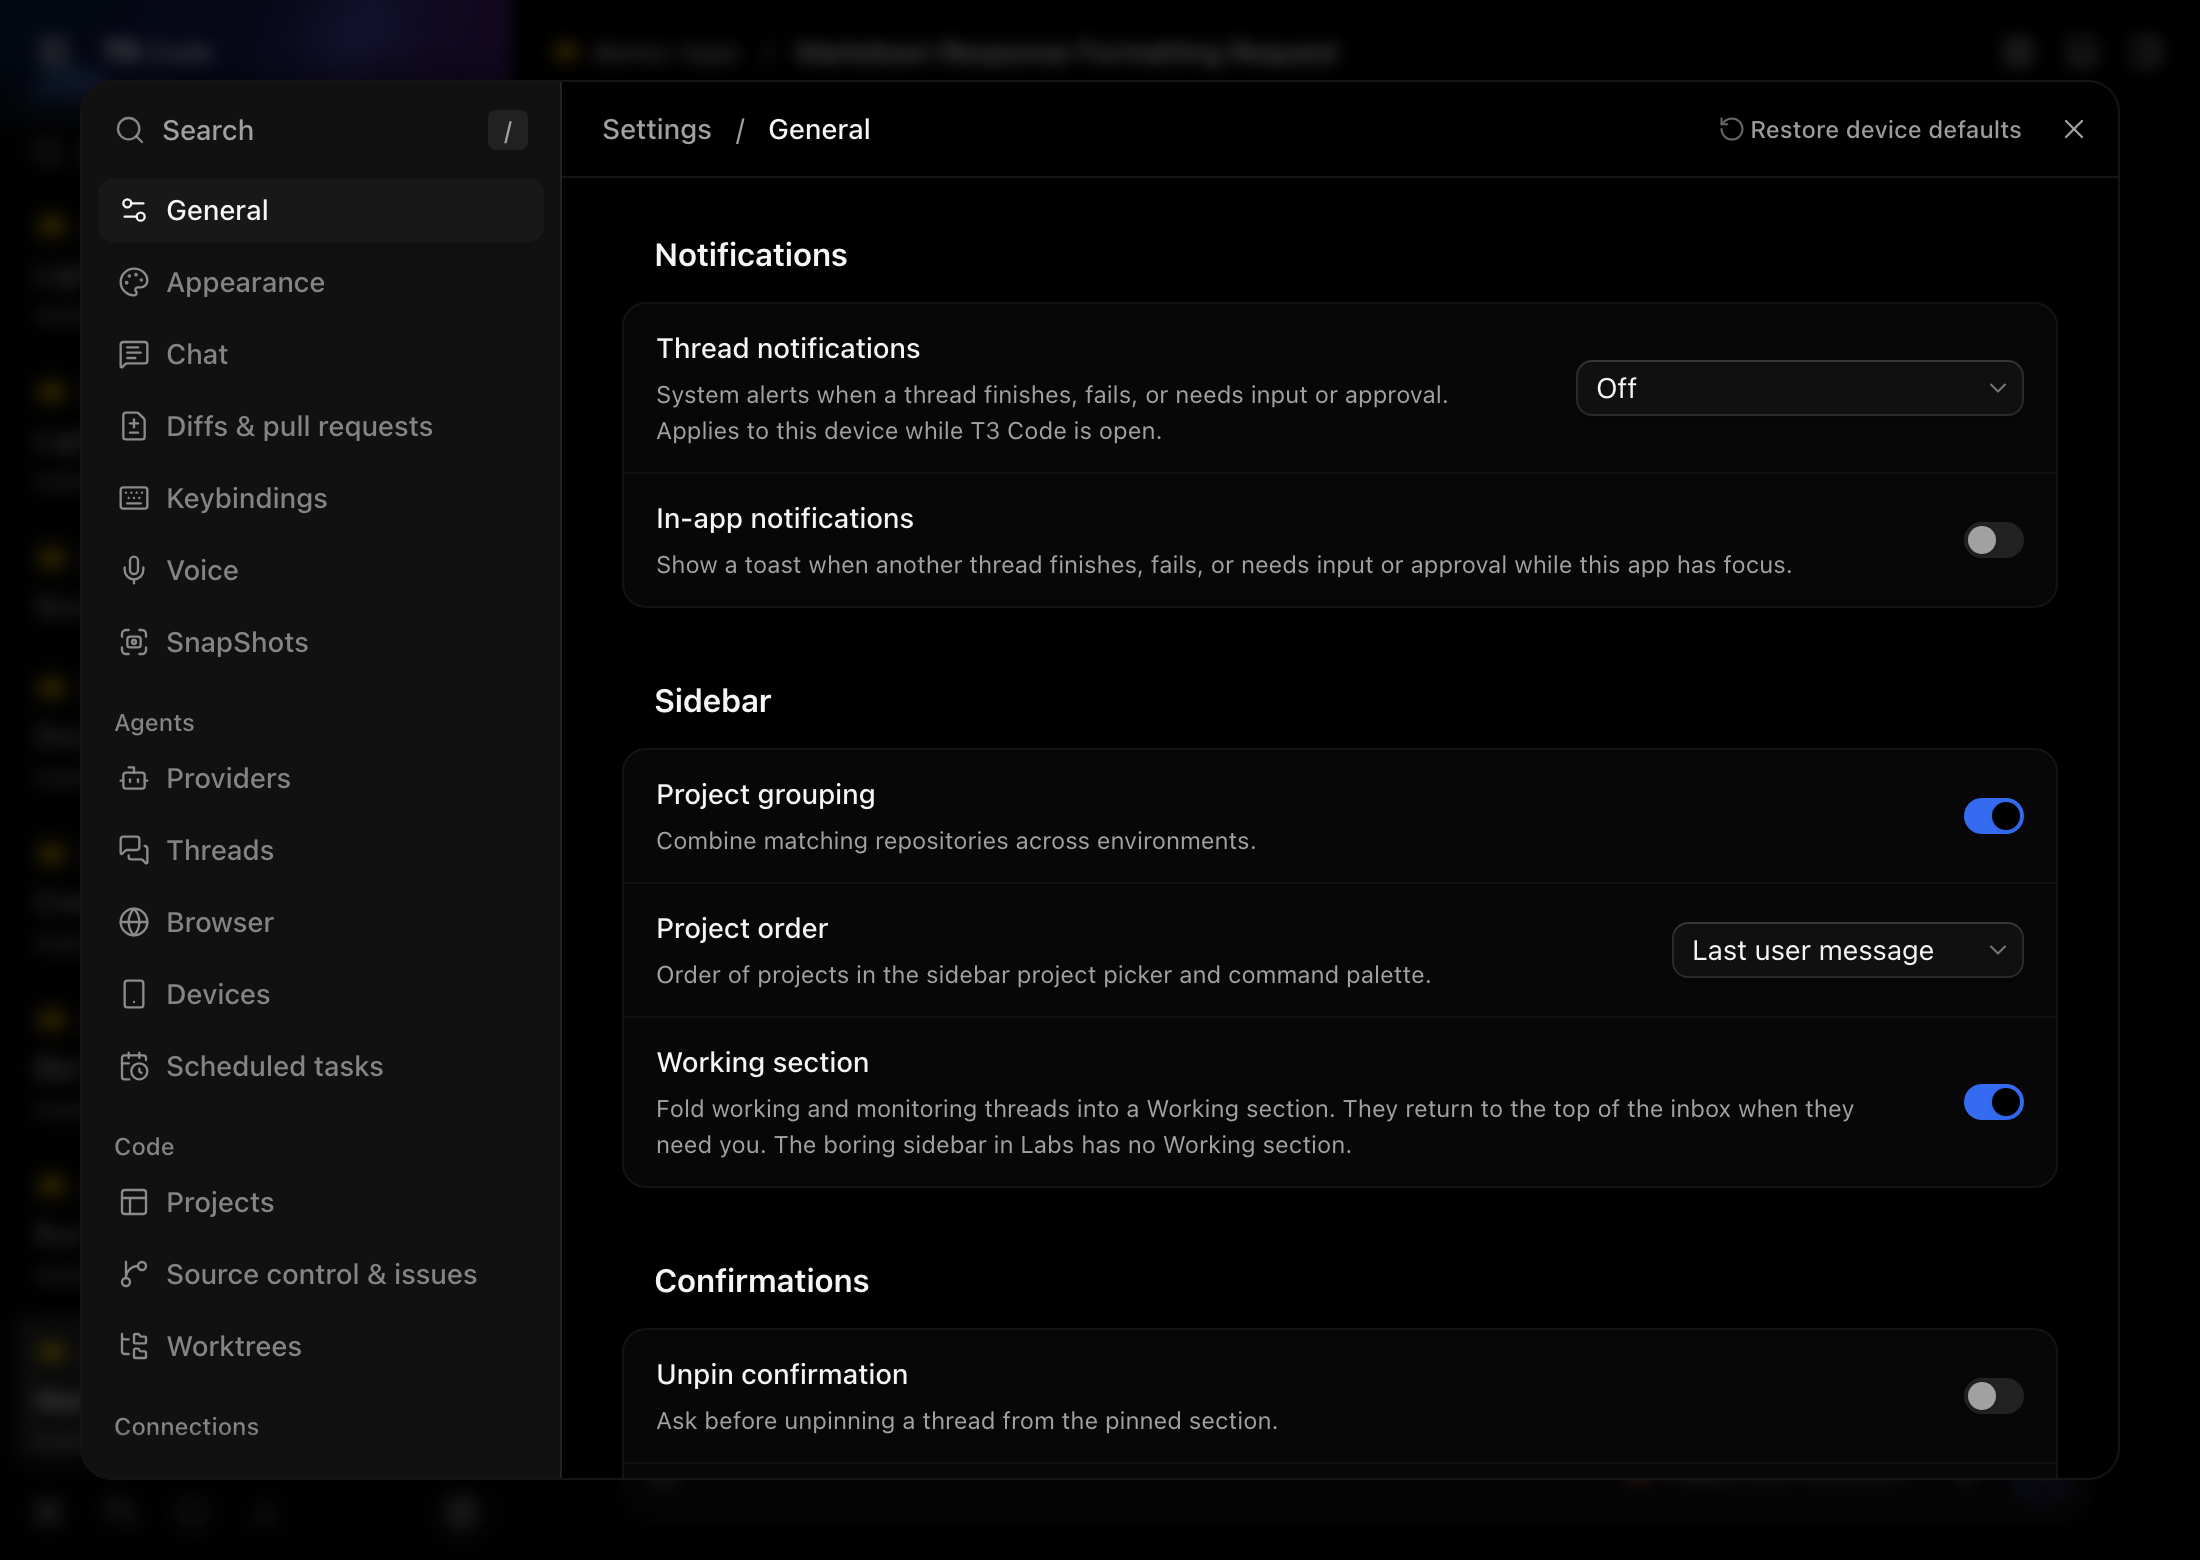 Search
/
General
Appearance
Chat
Diffs & pull requests
Keybindings
Voice
SnapShots
Agents
Providers
Threads
Browser
Devices
Scheduled tasks
Code
Projects
Source control & issues
Worktrees
Connections
Settings / General
Restore device defaults
Notifications
Thread notifications
System alerts when a thread finishes, fails, or needs input or approval.
Applies to this device while T3 Code is open.
Off
In-app notifications
Show a toast when another thread finishes, fails, or needs input or approval while this app has focus.
Sidebar
Project grouping
Combine matching repositories across environments.
Project order
Order of projects in the sidebar project picker and command palette.
Last user message
Working section
Fold working and monitoring threads into a Working section. They return to the top of the inbox when they
need you. The boring sidebar in Labs has no Working section.
Confirmations
Unpin confirmation
Ask before unpinning a thread from the pinned section.